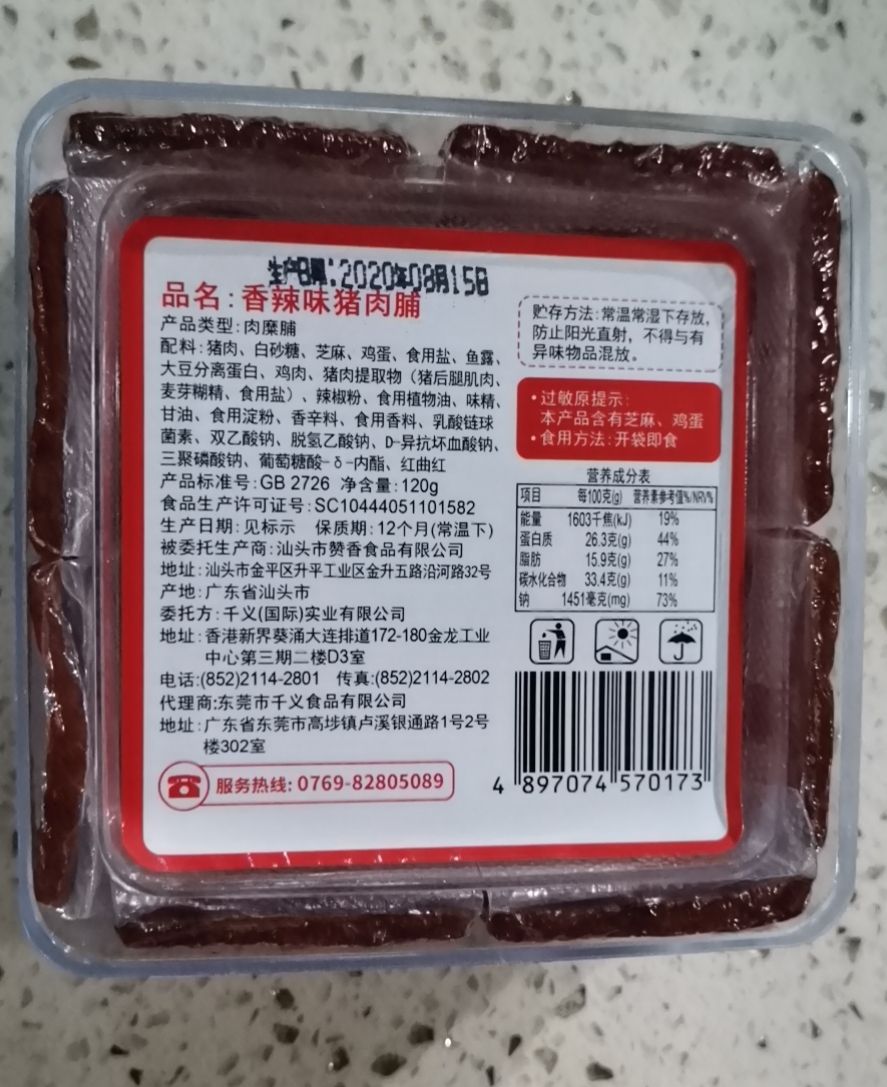 生产日期:2020年08月15日
品名:香辣味猪肉脯
产品类型:肉糜脯
配料:猪肉、白砂糖、芝麻、鸡蛋、食用盐、鱼露、
大豆分离蛋白、鸡肉、猪肉提取物（猪后腿肌肉、
麦芽糊精、食用盐）、辣椒粉、食用植物油、味精、
甘油、食用淀粉、香辛料、食用香料、乳酸链球
菌素、双乙酸钠、脱氢乙酸钠、D-异抗坏血酸钠、
三聚磷酸钠、葡萄糖酸-δ-内酯、红曲红
产品标准号:GB 2726 净含量:120g
食品生产许可证号:SC10444051101582
生产日期:见标示 保质期:12个月(常温下)
被委托生产商:汕头市赞香食品有限公司
地址:汕头市金平区升平工业区金升五路沿河路32号
产地:广东省汕头市
委托方:千义(国际)实业有限公司
地址:香港新界葵涌大连排道172-180金龙工业
中心第三期二楼D3室
电话:(852)2114-2801 传真:(852)2114-2802
代理商:东莞市千义食品有限公司
地址:广东省东莞市高埗镇卢溪银通路1号2号
楼302室
服务热线:0769-82805089
贮存方法:常温常湿下存放,
防止阳光直射，不得与有
异味物品混放。
·过敏原提示:
本产品含有芝麻、鸡蛋
·食用方法:开袋即食
营养成分表
项目 每100克(g) 营养素参考值%/NRV%
能量 1603千焦(kJ) 19%
蛋白质 26.3克(g) 44%
脂肪 15.9克(g) 27%
碳水化合物 33.4克(g) 11%
钠 1451毫克(mg) 73%
4 897074 570173